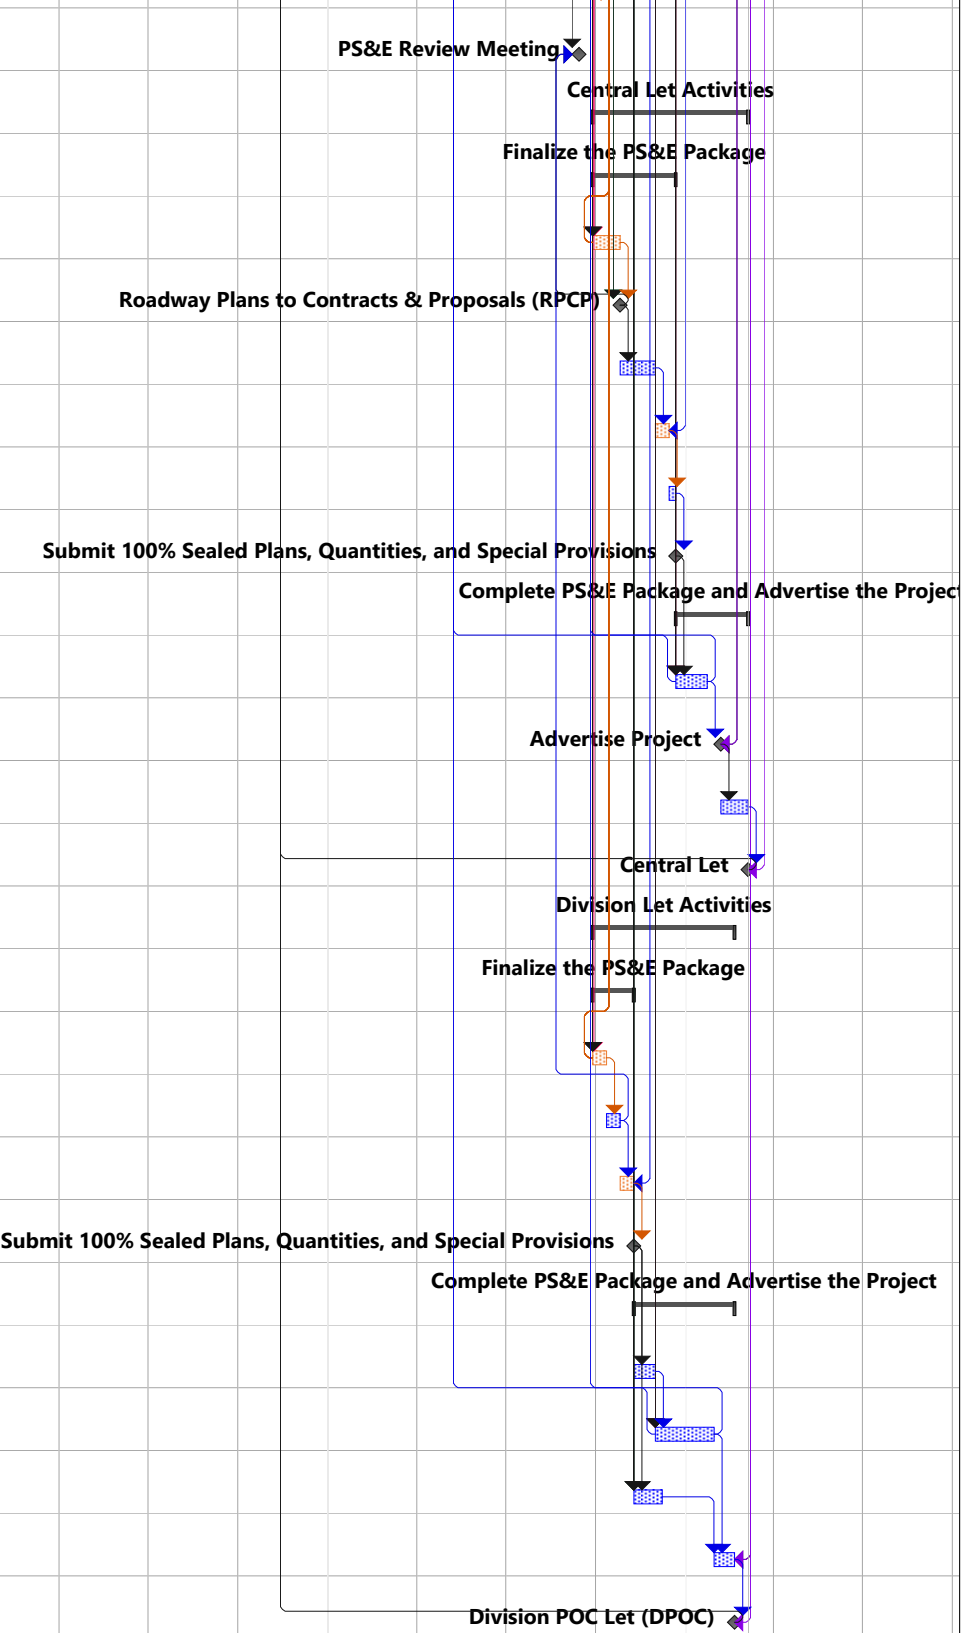 PS&E Review Meeting
Central Let Activities
Finalize the PS&E Package
Roadway Plans to Contracts & Proposals (RPCP)
Submit 100% Sealed Plans, Quantities, and Special Provisions
Complete PS&E Package and Advertise the Project
Advertise Project
Central Let
Division Let Activities
Finalize the PS&E Package
Submit 100% Sealed Plans, Quantities, and Special Provisions
Complete PS&E Package and Advertise the Project
Division POC Let (DPOC)